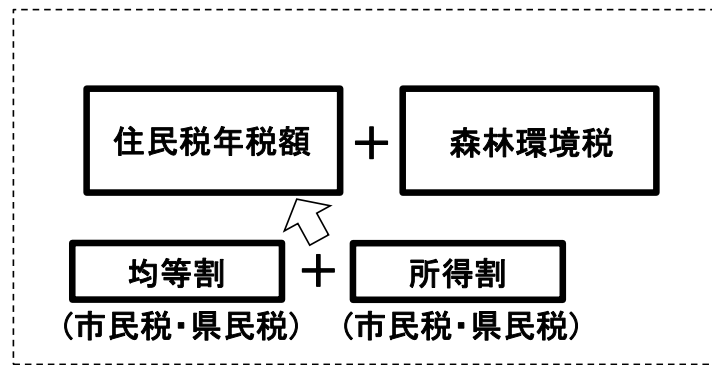 住民税年税額 + 森林環境税
均等割 + 所得割
(市民税・県民税) (市民税・県民税)